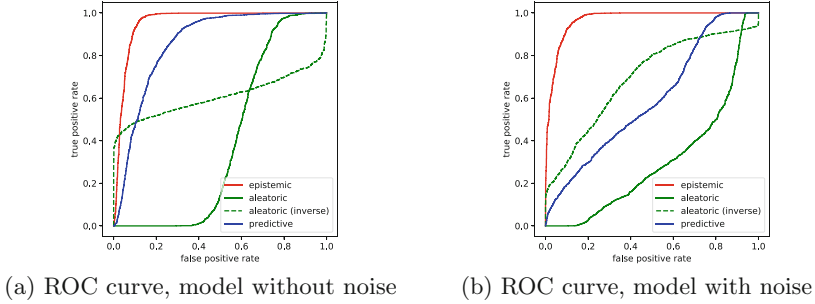 1.0
0.8
0.6
0.4
0.2
0.0
true positive rate
0.0 0.2 0.4 0.6 0.8 1.0
false positive rate
epistemic
aleatoric
aleatoric (inverse)
predictive
(a) ROC curve, model without noise
1.0
0.8
0.6
0.4
0.2
0.0
true positive rate
0.0 0.2 0.4 0.6 0.8 1.0
false positive rate
epistemic
aleatoric
aleatoric (inverse)
predictive
(b) ROC curve, model with noise